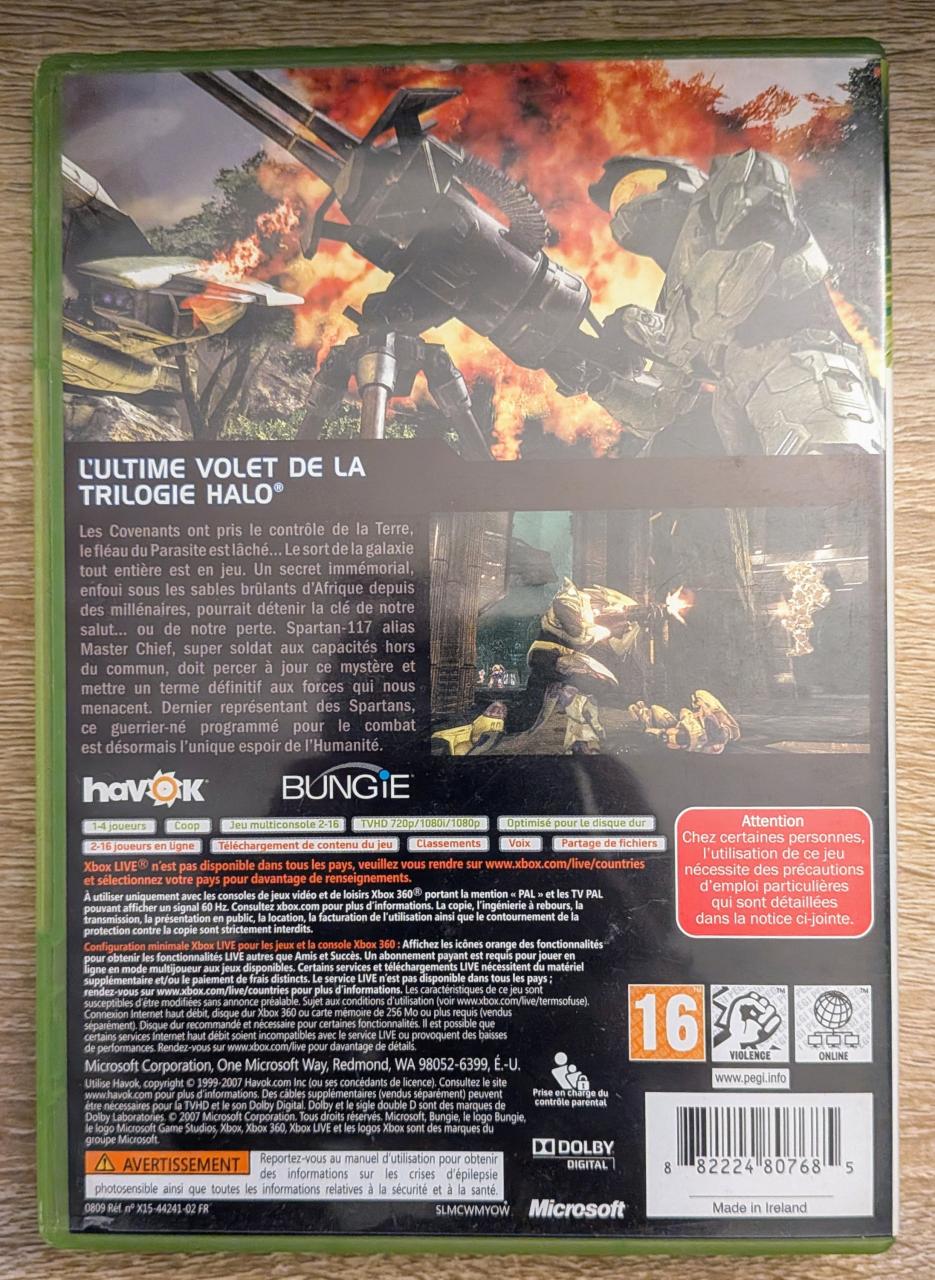 L'ULTIME VOLET DE LA
TRILOGIE HALO®
Les Covenants ont pris le contrôle de la Terre,
le fléau du Parasite est lâché... Le sort de la galaxie
tout entière est en jeu. Un secret immémorial,
enfoui sous les sables brûlants d'Afrique depuis
des millénaires, pourrait détenir la clé de notre
salut... ou de notre perte. Spartan-117 alias
Master Chief, super soldat aux capacités hors
du commun, doit percer à jour ce mystère et
mettre un terme définitif aux forces qui nous
menacent. Dernier représentant des Spartans,
ce guerrier-né programmé pour le combat
est désormais l'unique espoir de l'Humanité.
havok BUNGiE
1-4 joueurs Coop Jeu multiconsole 2-16 TVHD 720p/1080i/1080p Optimisé pour le disque dur
2-16 joueurs en ligne Téléchargement de contenu du jeu Classements Voix Partage de fichiers
Xbox LIVE® n'est pas disponible dans tous les pays, veuillez vous rendre sur www.xbox.com/live/countries
et sélectionnez votre pays pour davantage de renseignements.
À utiliser uniquement avec les consoles de jeux vidéo et de loisirs Xbox 360® portant la mention « PAL » et les TV PAL
pouvant afficher un signal 60 Hz. Consultez xbox.com pour plus d'informations. La copie, l'ingénierie à rebours, la
transmission, la présentation en public, la location, la facturation de l'utilisation ainsi que le contournement de la
protection contre la copie sont strictement interdits.
Configuration minimale Xbox LIVE pour les jeux et la console Xbox 360 : Affichez les icônes orange des fonctionnalités
pour obtenir les fonctionnalités LIVE autres que Amis et Succès. Un abonnement payant est requis pour jouer en
ligne en mode multijoueur aux jeux disponibles. Certains services et téléchargements LIVE nécessitent du matériel
supplémentaire et/ou le paiement de frais distincts. Le service LIVE n'est pas disponible dans tous les pays ;
rendez-vous sur www.xbox.com/live/countries pour plus d'informations. Les caractéristiques de ce jeu sont
susceptibles d'être modifiées sans annonce préalable. Sujet aux conditions d'utilisation (voir www.xbox.com/live/termsofuse).
Connexion Internet haut débit, disque dur Xbox 360 ou carte mémoire de 256 Mo ou plus requis (vendus
séparément). Disque dur recommandé et nécessaire pour certaines fonctionnalités. Il est possible que
certains services Internet haut débit soient incompatibles avec le service LIVE ou provoquent des baisses
de performances. Rendez-vous sur www.xbox.com/live pour davantage de détails.
Microsoft Corporation, One Microsoft Way, Redmond, WA 98052-6399, É.-U.
Utilise Havok, copyright © 1999-2007 Havok.com Inc (ou ses concédants de licence). Consultez le site
www.havok.com pour plus d'informations. Des câbles supplémentaires (vendus séparément) peuvent
être nécessaires pour la TVHD et le son Dolby Digital. Dolby et le sigle double D sont des marques de
Dolby Laboratories. © 2007 Microsoft Corporation. Tous droits réservés. Microsoft, Bungie, le logo Bungie,
le logo Microsoft Game Studios, Xbox, Xbox 360, Xbox LIVE et les logos Xbox sont des marques du
groupe Microsoft.
AVERTISSEMENT Reportez-vous au manuel d'utilisation pour obtenir
des informations sur les crises d'épilepsie
photosensible ainsi que toutes les informations relatives à la sécurité et à la santé.
0809 Réf. n° X15-44241-02 FR SLMCWMYOW
Attention
Chez certaines personnes,
l'utilisation de ce jeu
nécessite des précautions
d'emploi particulières
qui sont détaillées
dans la notice ci-jointe.
16
VIOLENCE
ONLINE
www.pegi.info
Prise en charge du
contrôle parental
DOLBY
DIGITAL
Microsoft
8 82224 80768 5
Made in Ireland